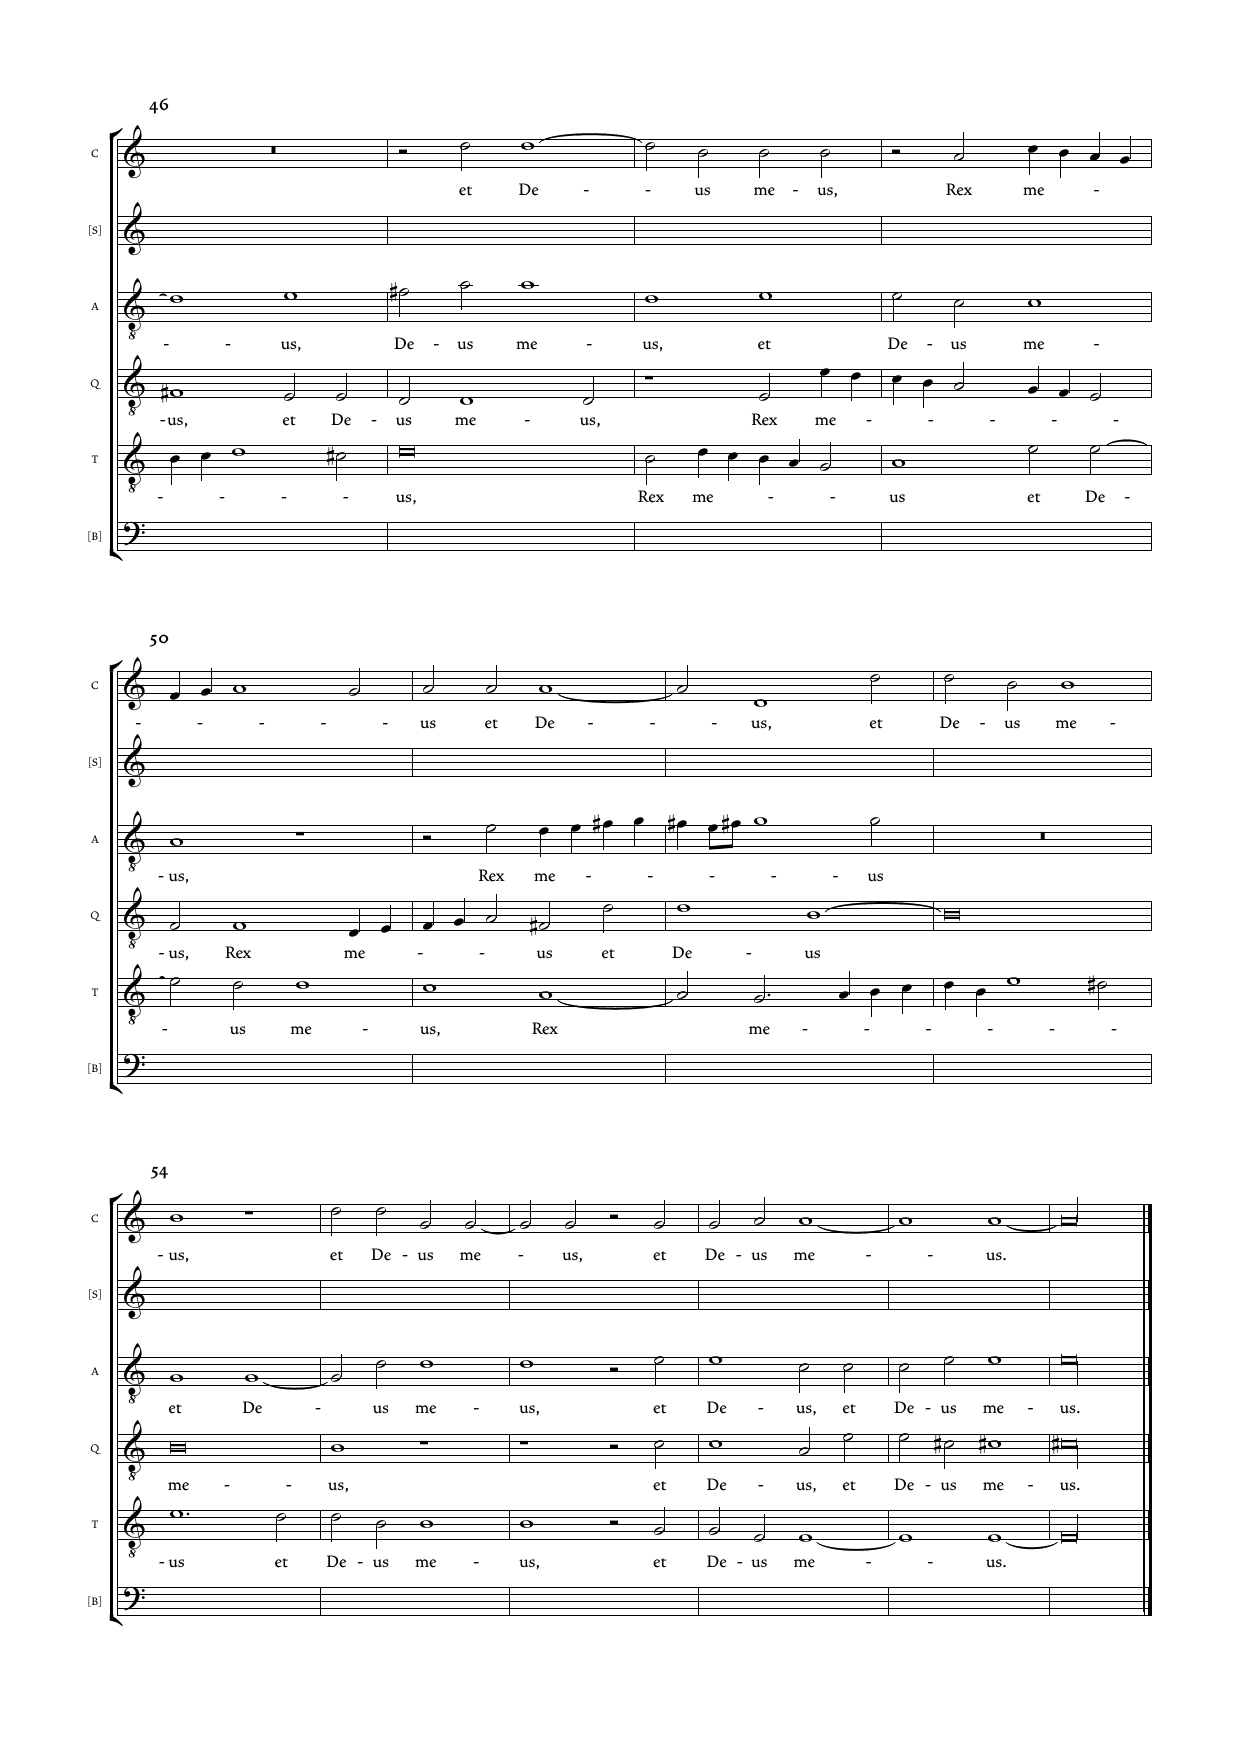 46
C
et De - - us me - us, Rex me -
[S]
A
- - us, De - us me - us, et De - us me -
Q
-us, et De - us me - us, Rex me - - - - -
T
- - - - us, Rex me - - - us et De -
[B]
50
C
- - - - - us et De - - - us, et De - us me -
[S]
A
- us, Rex me - - - - - us
Q
- us, Rex me - - us et De - us
T
- us me - us, Rex me - - - - - -
[B]
54
C
- us, et De - us me - us, et De - us me - - us.
[S]
A
et De - us me - us, et De - us, et De - us me - us.
Q
me - - us, et De - us, et De - us me - us.
T
- us et De - us me - us, et De - us me - - us.
[B]